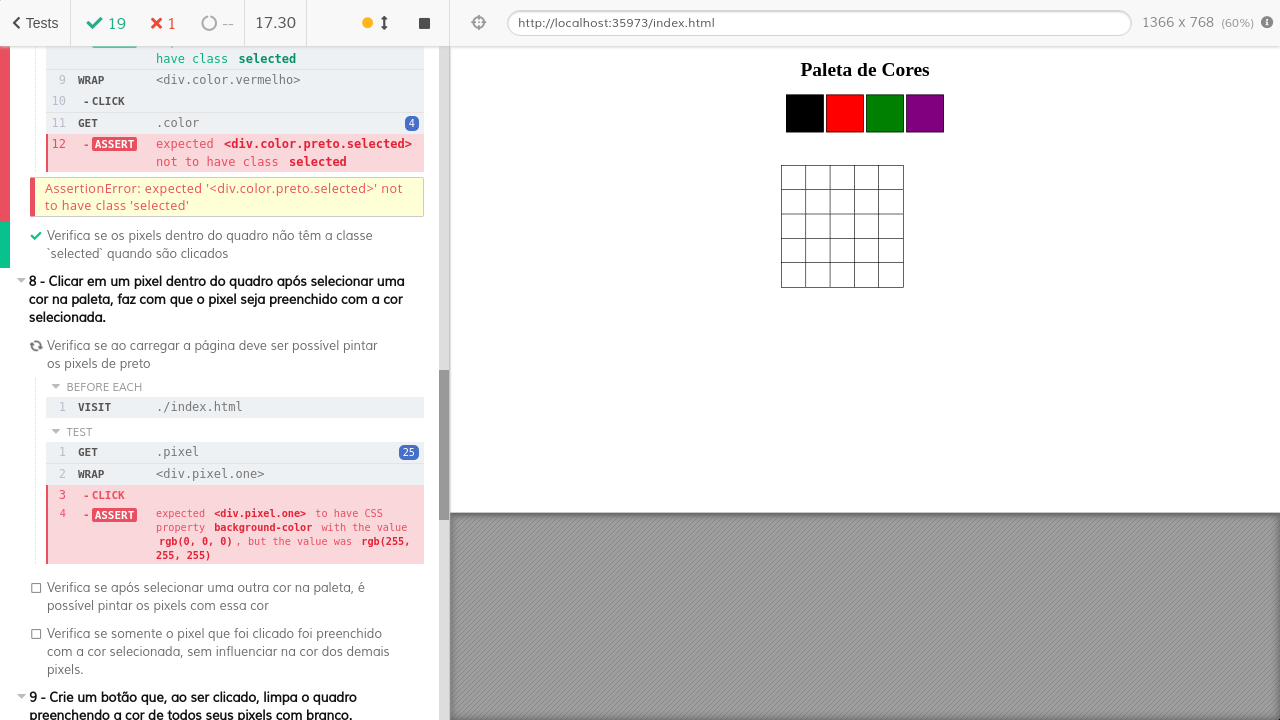 Tests
19
1
--
17.30
http://localhost:35973/index.html
1366 x 768 (60%)
have class selected
9 WRAP <div.color.vermelho>
10 -CLICK
11 GET .color 4
12 -ASSERT expected <div.color.preto.selected>
not to have class selected
AssertionError: expected '<div.color.preto.selected>' not
to have class 'selected'
Verifica se os pixels dentro do quadro não têm a classe
`selected` quando são clicados
8 - Clicar em um pixel dentro do quadro após selecionar uma
cor na paleta, faz com que o pixel seja preenchido com a cor
selecionada.
Verifica se ao carregar a página deve ser possível pintar
os pixels de preto
BEFORE EACH
1 VISIT ./index.html
TEST
1 GET .pixel 25
2 WRAP <div.pixel.one>
3 -CLICK
4 -ASSERT expected <div.pixel.one> to have CSS
property background-color with the value
rgb(0, 0, 0), but the value was rgb(255,
255, 255)
Verifica se após selecionar uma outra cor na paleta, é
possível pintar os pixels com essa cor
Verifica se somente o pixel que foi clicado foi preenchido
com a cor selecionada, sem influenciar na cor dos demais
pixels.
9 - Crie um botão que, ao ser clicado, limpa o quadro
preenchendo a cor de todos seus pixels com branco.
Paleta de Cores